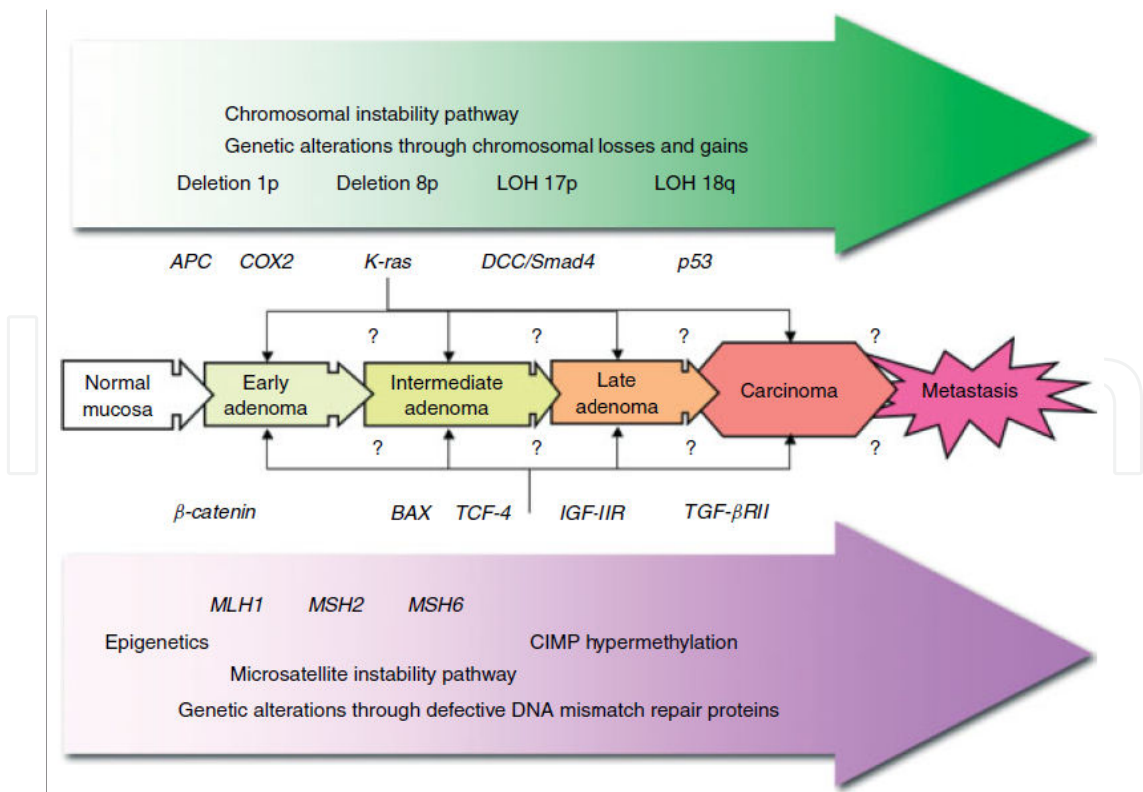 Chromosomal instability pathway
Genetic alterations through chromosomal losses and gains
Deletion 1p Deletion 8p LOH 17p LOH 18q
APC COX2 K-ras DCC/Smad4 p53
? ? ? ?
Normal mucosa
Early adenoma
Intermediate adenoma
Late adenoma
Carcinoma
Metastasis
? ? ? ?
β-catenin BAX TCF-4 IGF-IIR TGF-βRII
MLH1 MSH2 MSH6
Epigenetics CIMP hypermethylation
Microsatellite instability pathway
Genetic alterations through defective DNA mismatch repair proteins